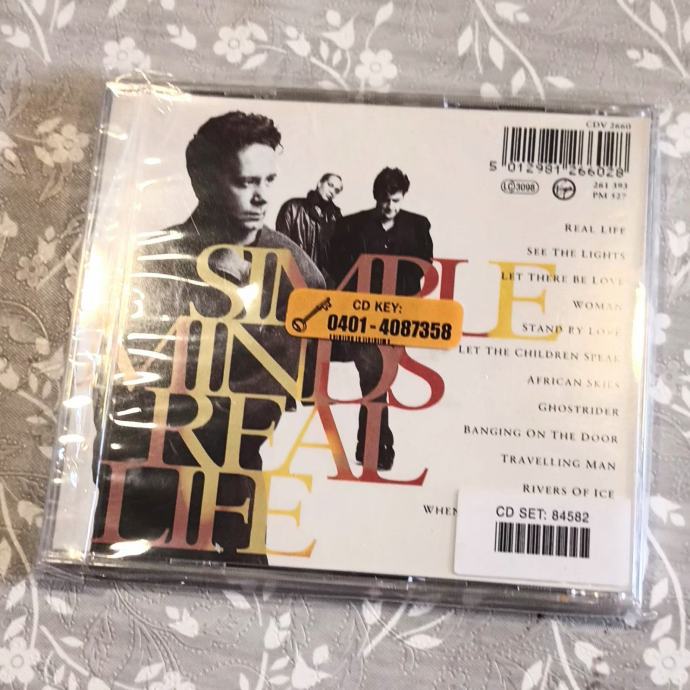 CDV 2660
5 012981 266028
LC 3098
Virgin
261 393
PM 527
REAL LIFE
SEE THE LIGHTS
LET THERE BE LOVE
WOMAN
STAND BY LOVE
LET THE CHILDREN SPEAK
AFRICAN SKIES
GHOSTRIDER
BANGING ON THE DOOR
TRAVELLING MAN
RIVERS OF ICE
WHEN
SIMPLE
MINDS
REAL
LIFE
CD KEY:
0401-4087358
CD SET: 84582